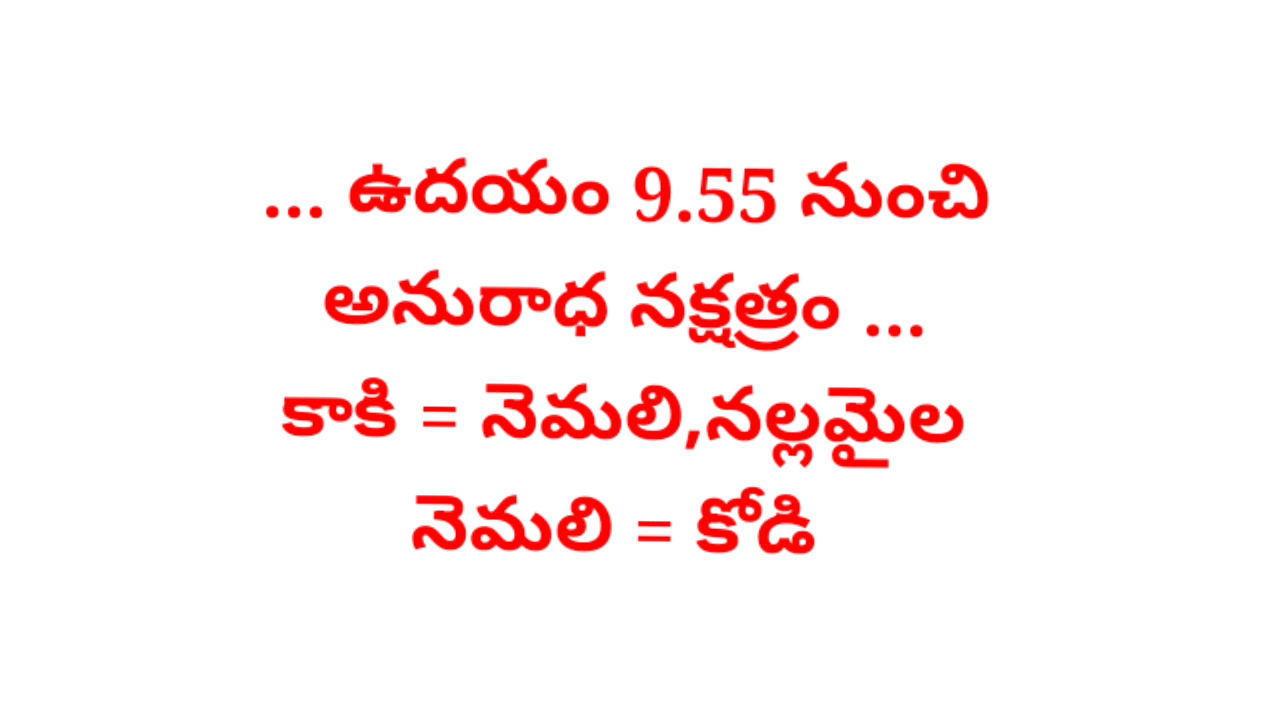 ... ఉదయం 9.55 నుంచి
అనురాధ నక్షత్రం ...
కాకి = నెమలి,నల్లమైల
నెమలి = కోడి